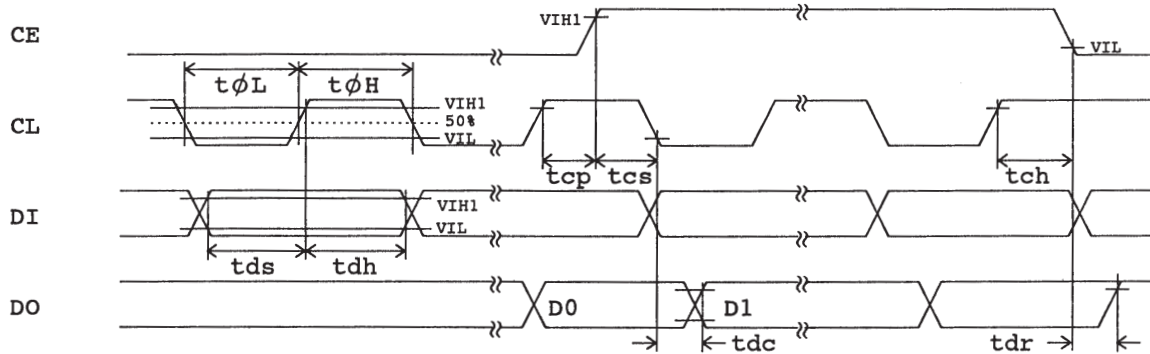 CE
VIH1
VIL
tϕL
tϕH
CL
VIH1
50%
VIL
tcp
tcs
tch
DI
VIH1
VIL
tds
tdh
DO
D0
D1
tdc
tdr